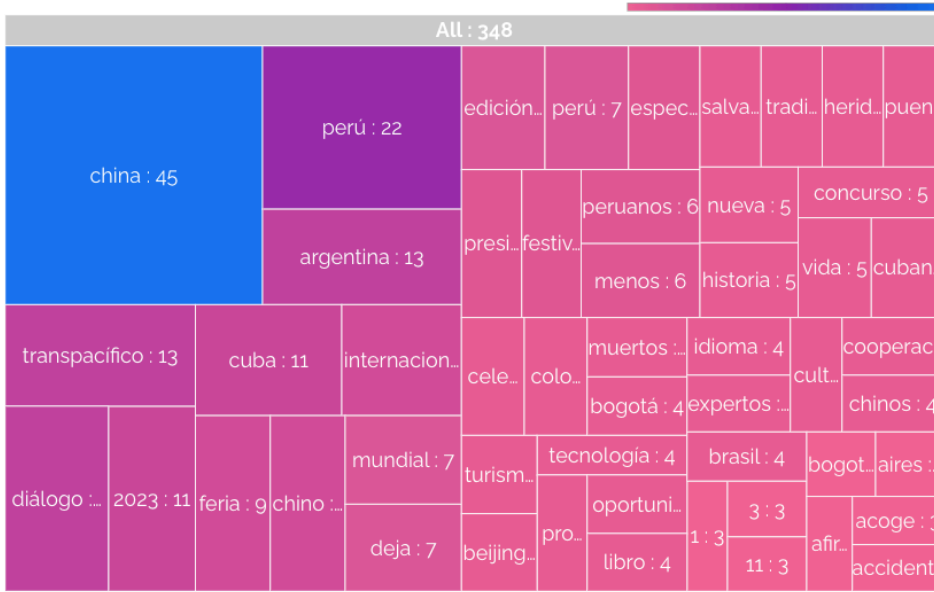 All : 348
china : 45
perú : 22
argentina : 13
transpacífico : 13
cuba : 11
internacion...
diálogo :...
2023 : 11
feria : 9
chino :...
mundial : 7
deja : 7
edición...
perú : 7
espec...
salva...
tradi...
herid...
puen
presi...
festiv...
peruanos : 6
menos : 6
nueva : 5
historia : 5
concurso : 5
vida : 5
cuban
cele...
colo...
muertos :...
bogotá : 4
idioma : 4
expertos :...
cult...
cooperac
chinos : 4
turism...
beijing...
tecnología : 4
pro...
oportuni...
libro : 4
brasil : 4
1 : 3
3 : 3
11 : 3
bogot...
aires :
afir...
acoge : 3
accident